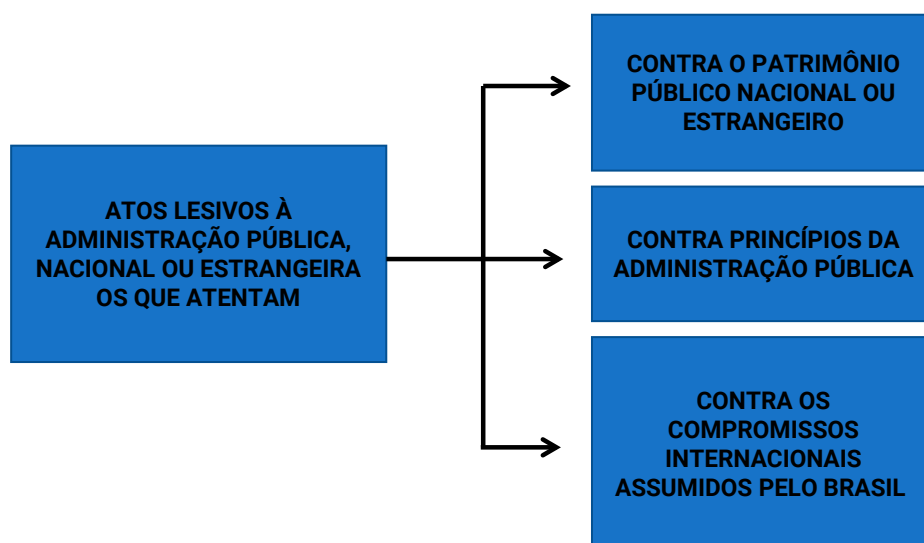 ATOS LESIVOS À
ADMINISTRAÇÃO PÚBLICA,
NACIONAL OU ESTRANGEIRA
OS QUE ATENTAM
CONTRA O PATRIMÔNIO
PÚBLICO NACIONAL OU
ESTRANGEIRO
CONTRA PRINCÍPIOS DA
ADMINISTRAÇÃO PÚBLICA
CONTRA OS
COMPROMISSOS
INTERNACIONAIS
ASSUMIDOS PELO BRASIL